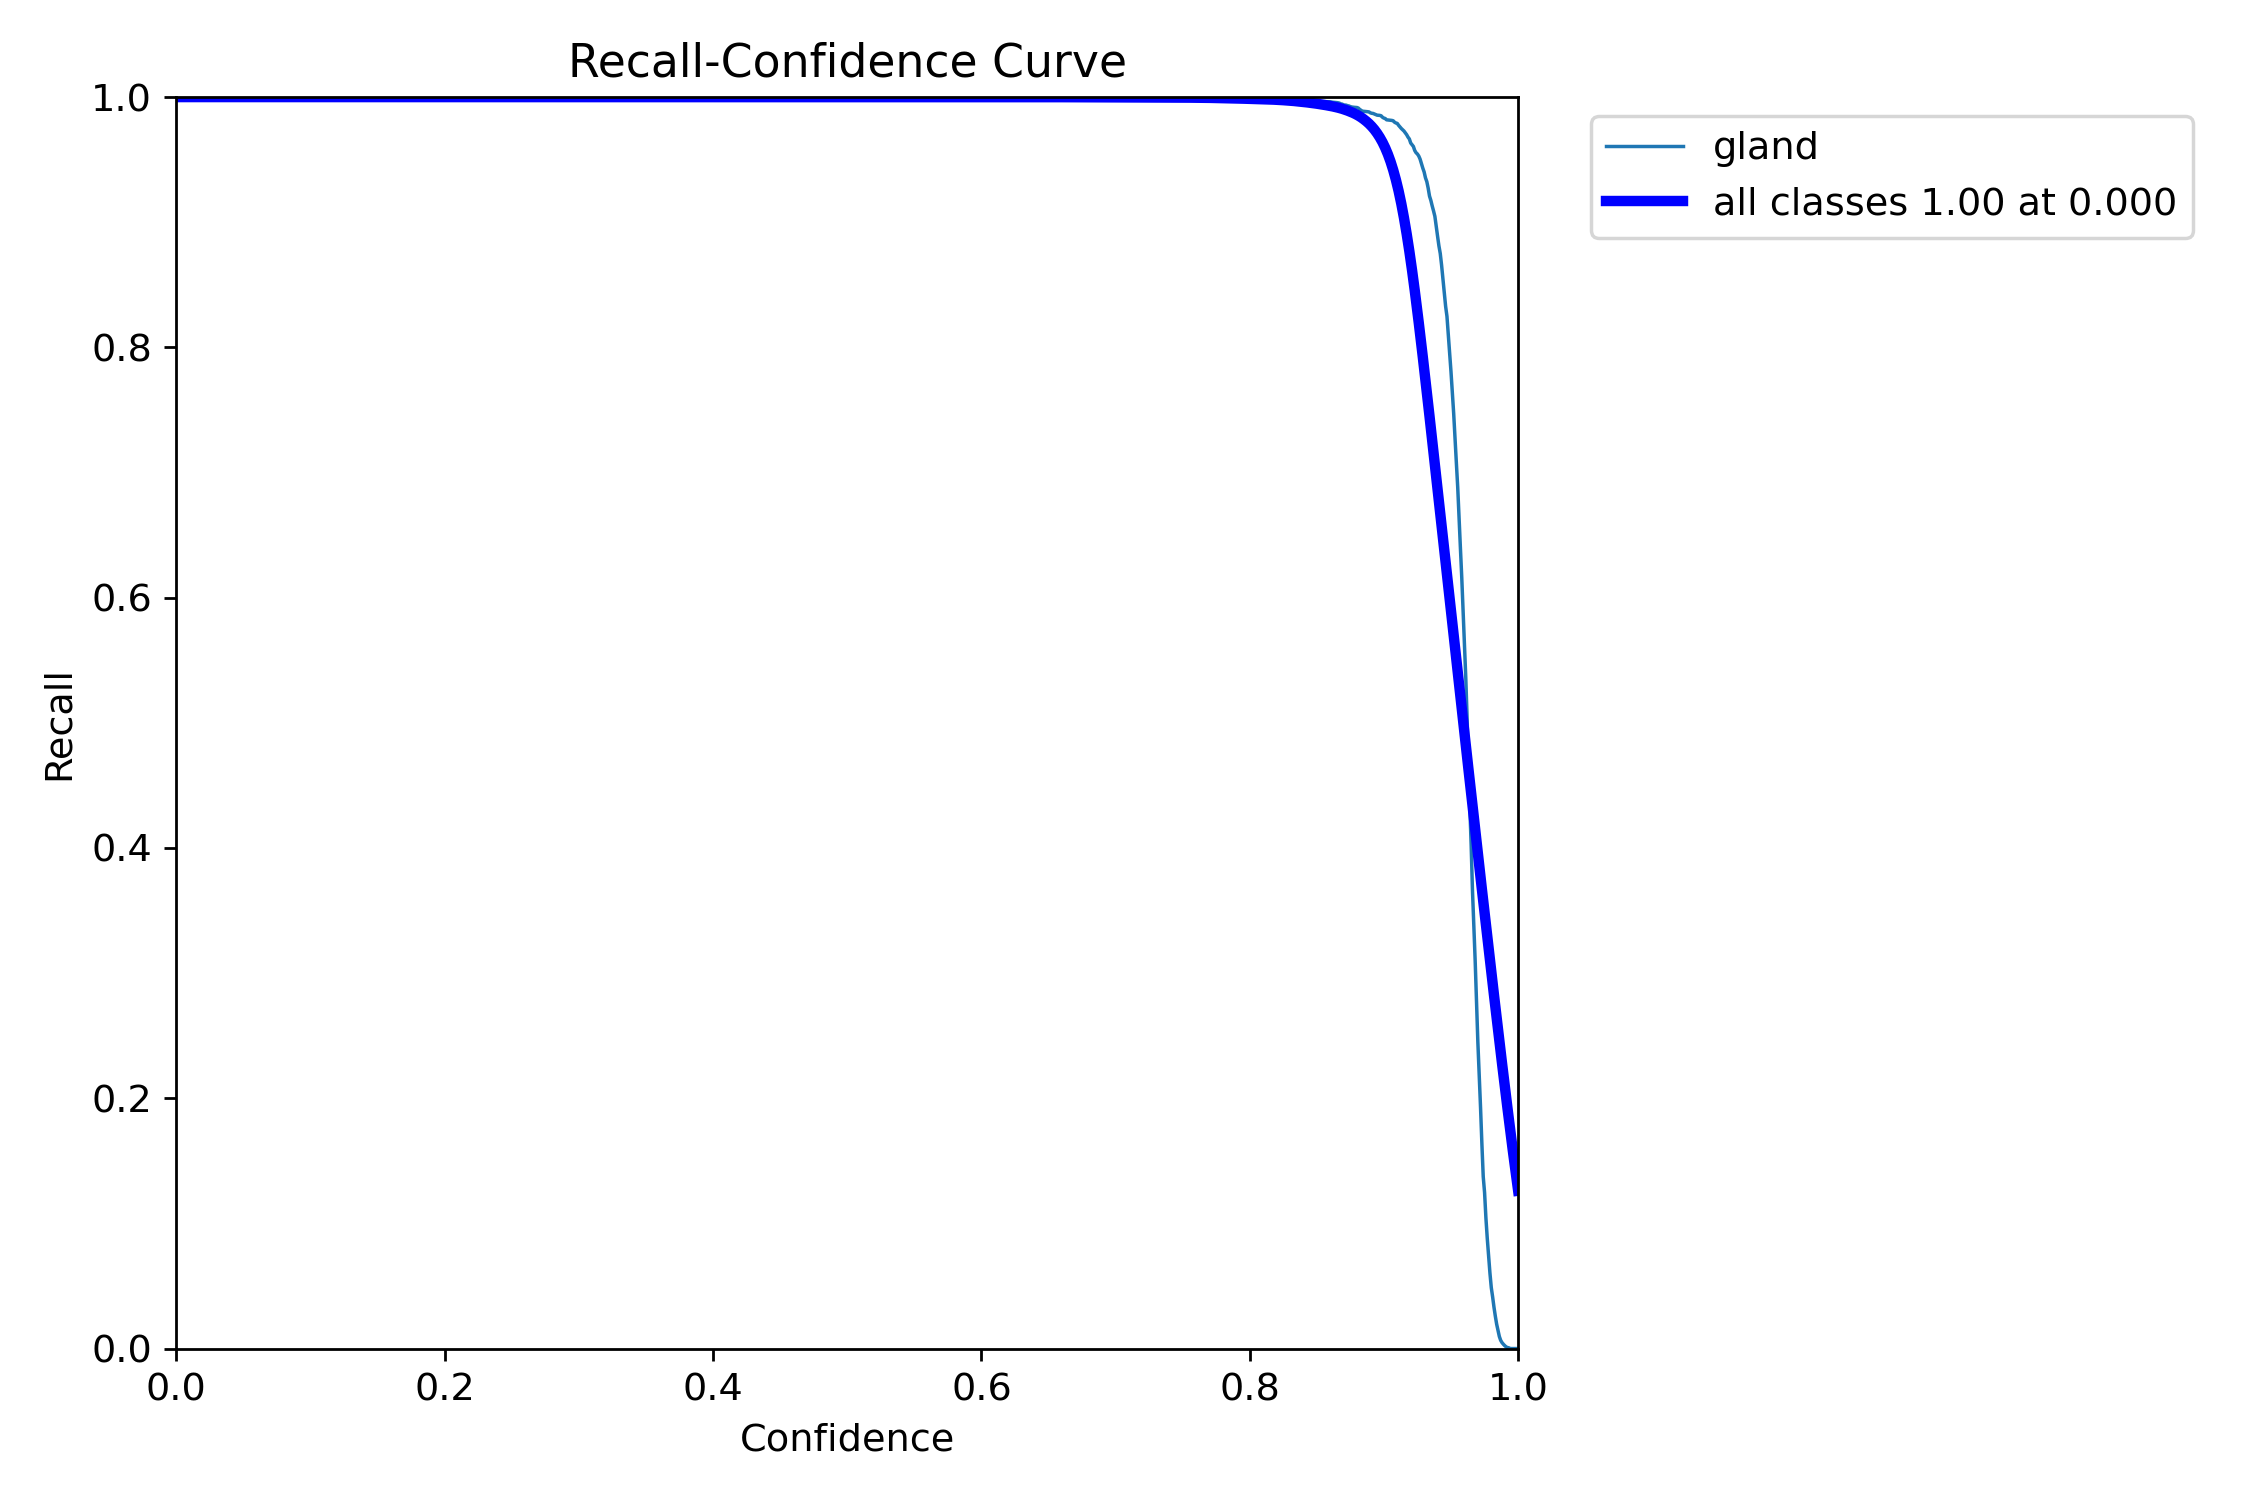 Recall-Confidence Curve
1.0
0.8
0.6
0.4
0.2
0.0
Recall
0.0 0.2 0.4 0.6 0.8 1.0
Confidence
gland
all classes 1.00 at 0.000